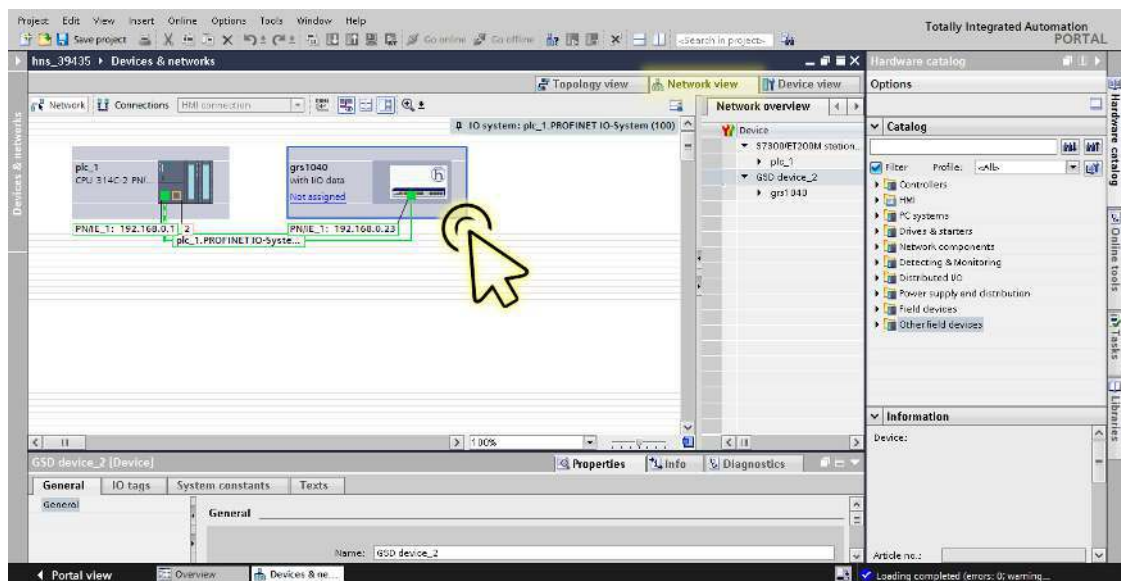 Project Edit View Insert Online Options Tools Window Help
Totally Integrated Automation
PORTAL
Save project
Go online
Go offline
<Search in project>
hns_39435 ▸ Devices & networks
Hardware catalog
Topology view
Network view
Device view
Options
Network
Connections
HMI connection
Network overview
IO system: plc_1.PROFINET IO-System (100)
Catalog
Device
S7300/ET200M station...
plc_1
GSD device_2
grs1040
Filter
Profile:
<All>
Controllers
HMI
PC systems
Drives & starters
Network components
Detecting & Monitoring
Distributed I/O
Power supply and distribution
Field devices
Other field devices
plc_1
CPU 314C-2 PN/...
grs1040
with I/O data
Not assigned
PN/IE_1: 192.168.0.1
2
PN/IE_1: 192.168.0.23
plc_1.PROFINET IO-Syste...
Devices & networks
Hardware catalog
Online tools
Tasks
Libraries
100%
Information
Device:
Article no.:
GSD device_2 [Device]
Properties
Info
Diagnostics
General
IO tags
System constants
Texts
General
General
Name:
GSD device_2
Portal view
Overview
Devices & ne...
Loading completed (errors: 0; warning...